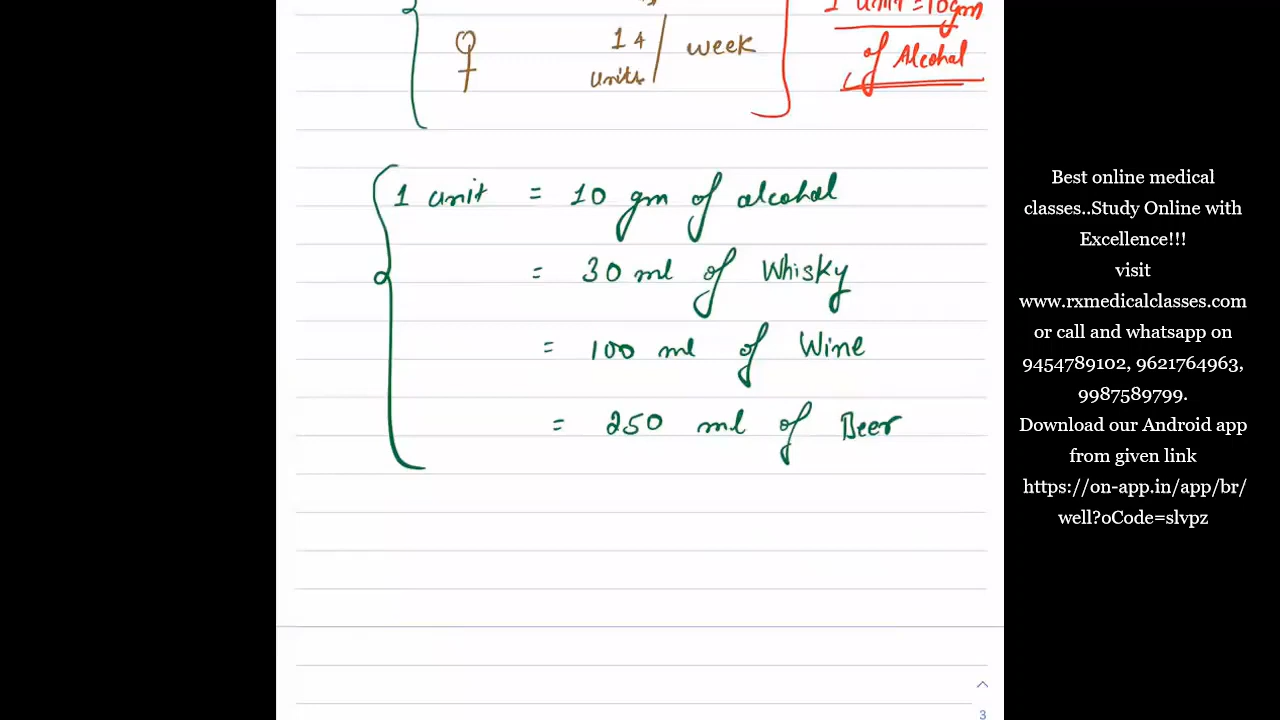 1 unit = 10gm
♀ 14 / week
units
of Alcohal
1 unit = 10 gm of alcohal
= 30 ml of Whisky
= 100 ml of Wine
= 250 ml of Beer
3
Best online medical
classes..Study Online with
Excellence!!!
visit
www.rxmedicalclasses.com
or call and whatsapp on
9454789102, 9621764963,
9987589799.
Download our Android app
from given link
https://on-app.in/app/br/
well?oCode=slvpz